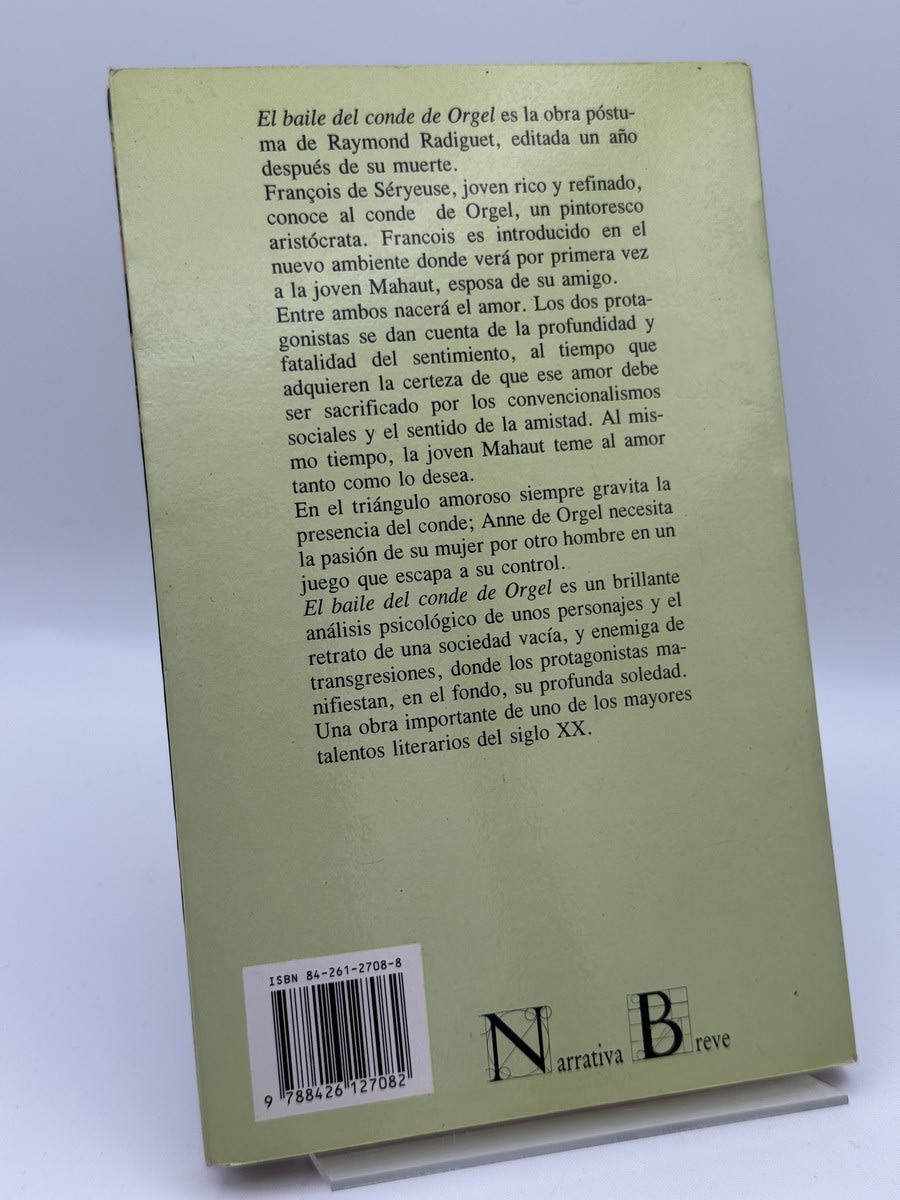 El baile del conde de Orgel es la obra póstu-
ma de Raymond Radiguet, editada un año
después de su muerte.
François de Séryeuse, joven rico y refinado,
conoce al conde de Orgel, un pintoresco
aristócrata. Francois es introducido en el
nuevo ambiente donde verá por primera vez
a la joven Mahaut, esposa de su amigo.
Entre ambos nacerá el amor. Los dos prota-
gonistas se dan cuenta de la profundidad y
fatalidad del sentimiento, al tiempo que
adquieren la certeza de que ese amor debe
ser sacrificado por los convencionalismos
sociales y el sentido de la amistad. Al mis-
mo tiempo, la joven Mahaut teme al amor
tanto como lo desea.
En el triángulo amoroso siempre gravita la
presencia del conde; Anne de Orgel necesita
la pasión de su mujer por otro hombre en un
juego que escapa a su control.
El baile del conde de Orgel es un brillante
análisis psicológico de unos personajes y el
retrato de una sociedad vacía, y enemiga de
transgresiones, donde los protagonistas ma-
nifiestan, en el fondo, su profunda soledad.
Una obra importante de uno de los mayores
talentos literarios del siglo XX.
ISBN 84-261-2708-8
9 788426 127082
Narrativa Breve